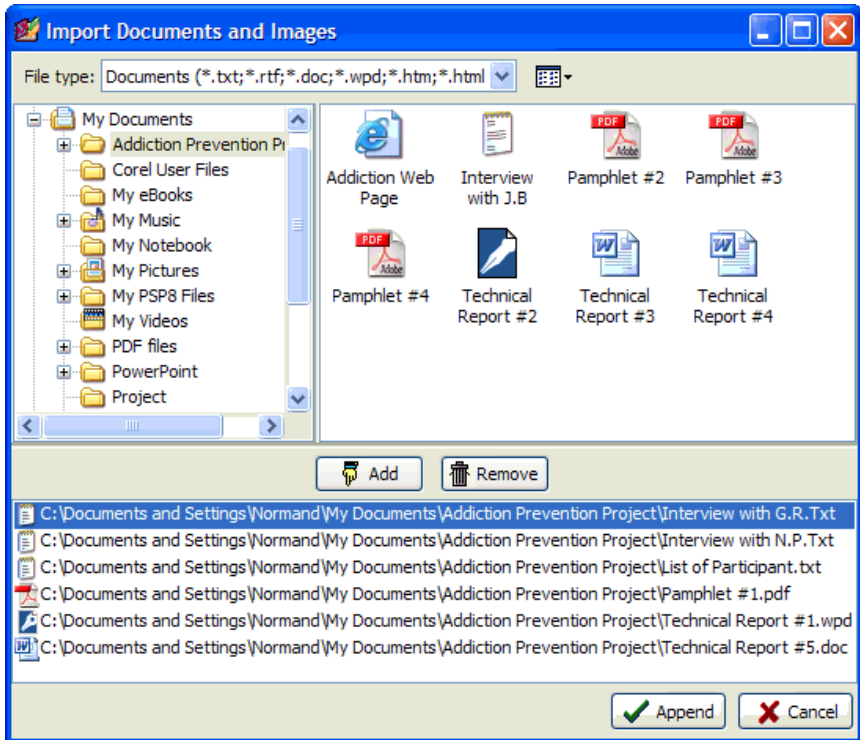 Import Documents and Images
File type: Documents (*.txt;*.rtf;*.doc;*.wpd;*.htm;*.html
My Documents
Addiction Prevention Pr
Corel User Files
My eBooks
My Music
My Notebook
My Pictures
My PSP8 Files
My Videos
PDF files
PowerPoint
Project
Addiction Web
Page
Interview
with J.B
PDF
Adobe
Pamphlet #2
PDF
Adobe
Pamphlet #3
PDF
Adobe
Pamphlet #4
Technical
Report #2
W
Technical
Report #3
W
Technical
Report #4
Add
Remove
C:\Documents and Settings\Normand\My Documents\Addiction Prevention Project\Interview with G.R.Txt
C:\Documents and Settings\Normand\My Documents\Addiction Prevention Project\Interview with N.P.Txt
C:\Documents and Settings\Normand\My Documents\Addiction Prevention Project\List of Participant.txt
C:\Documents and Settings\Normand\My Documents\Addiction Prevention Project\Pamphlet #1.pdf
C:\Documents and Settings\Normand\My Documents\Addiction Prevention Project\Technical Report #1.wpd
C:\Documents and Settings\Normand\My Documents\Addiction Prevention Project\Technical Report #5.doc
Append
Cancel